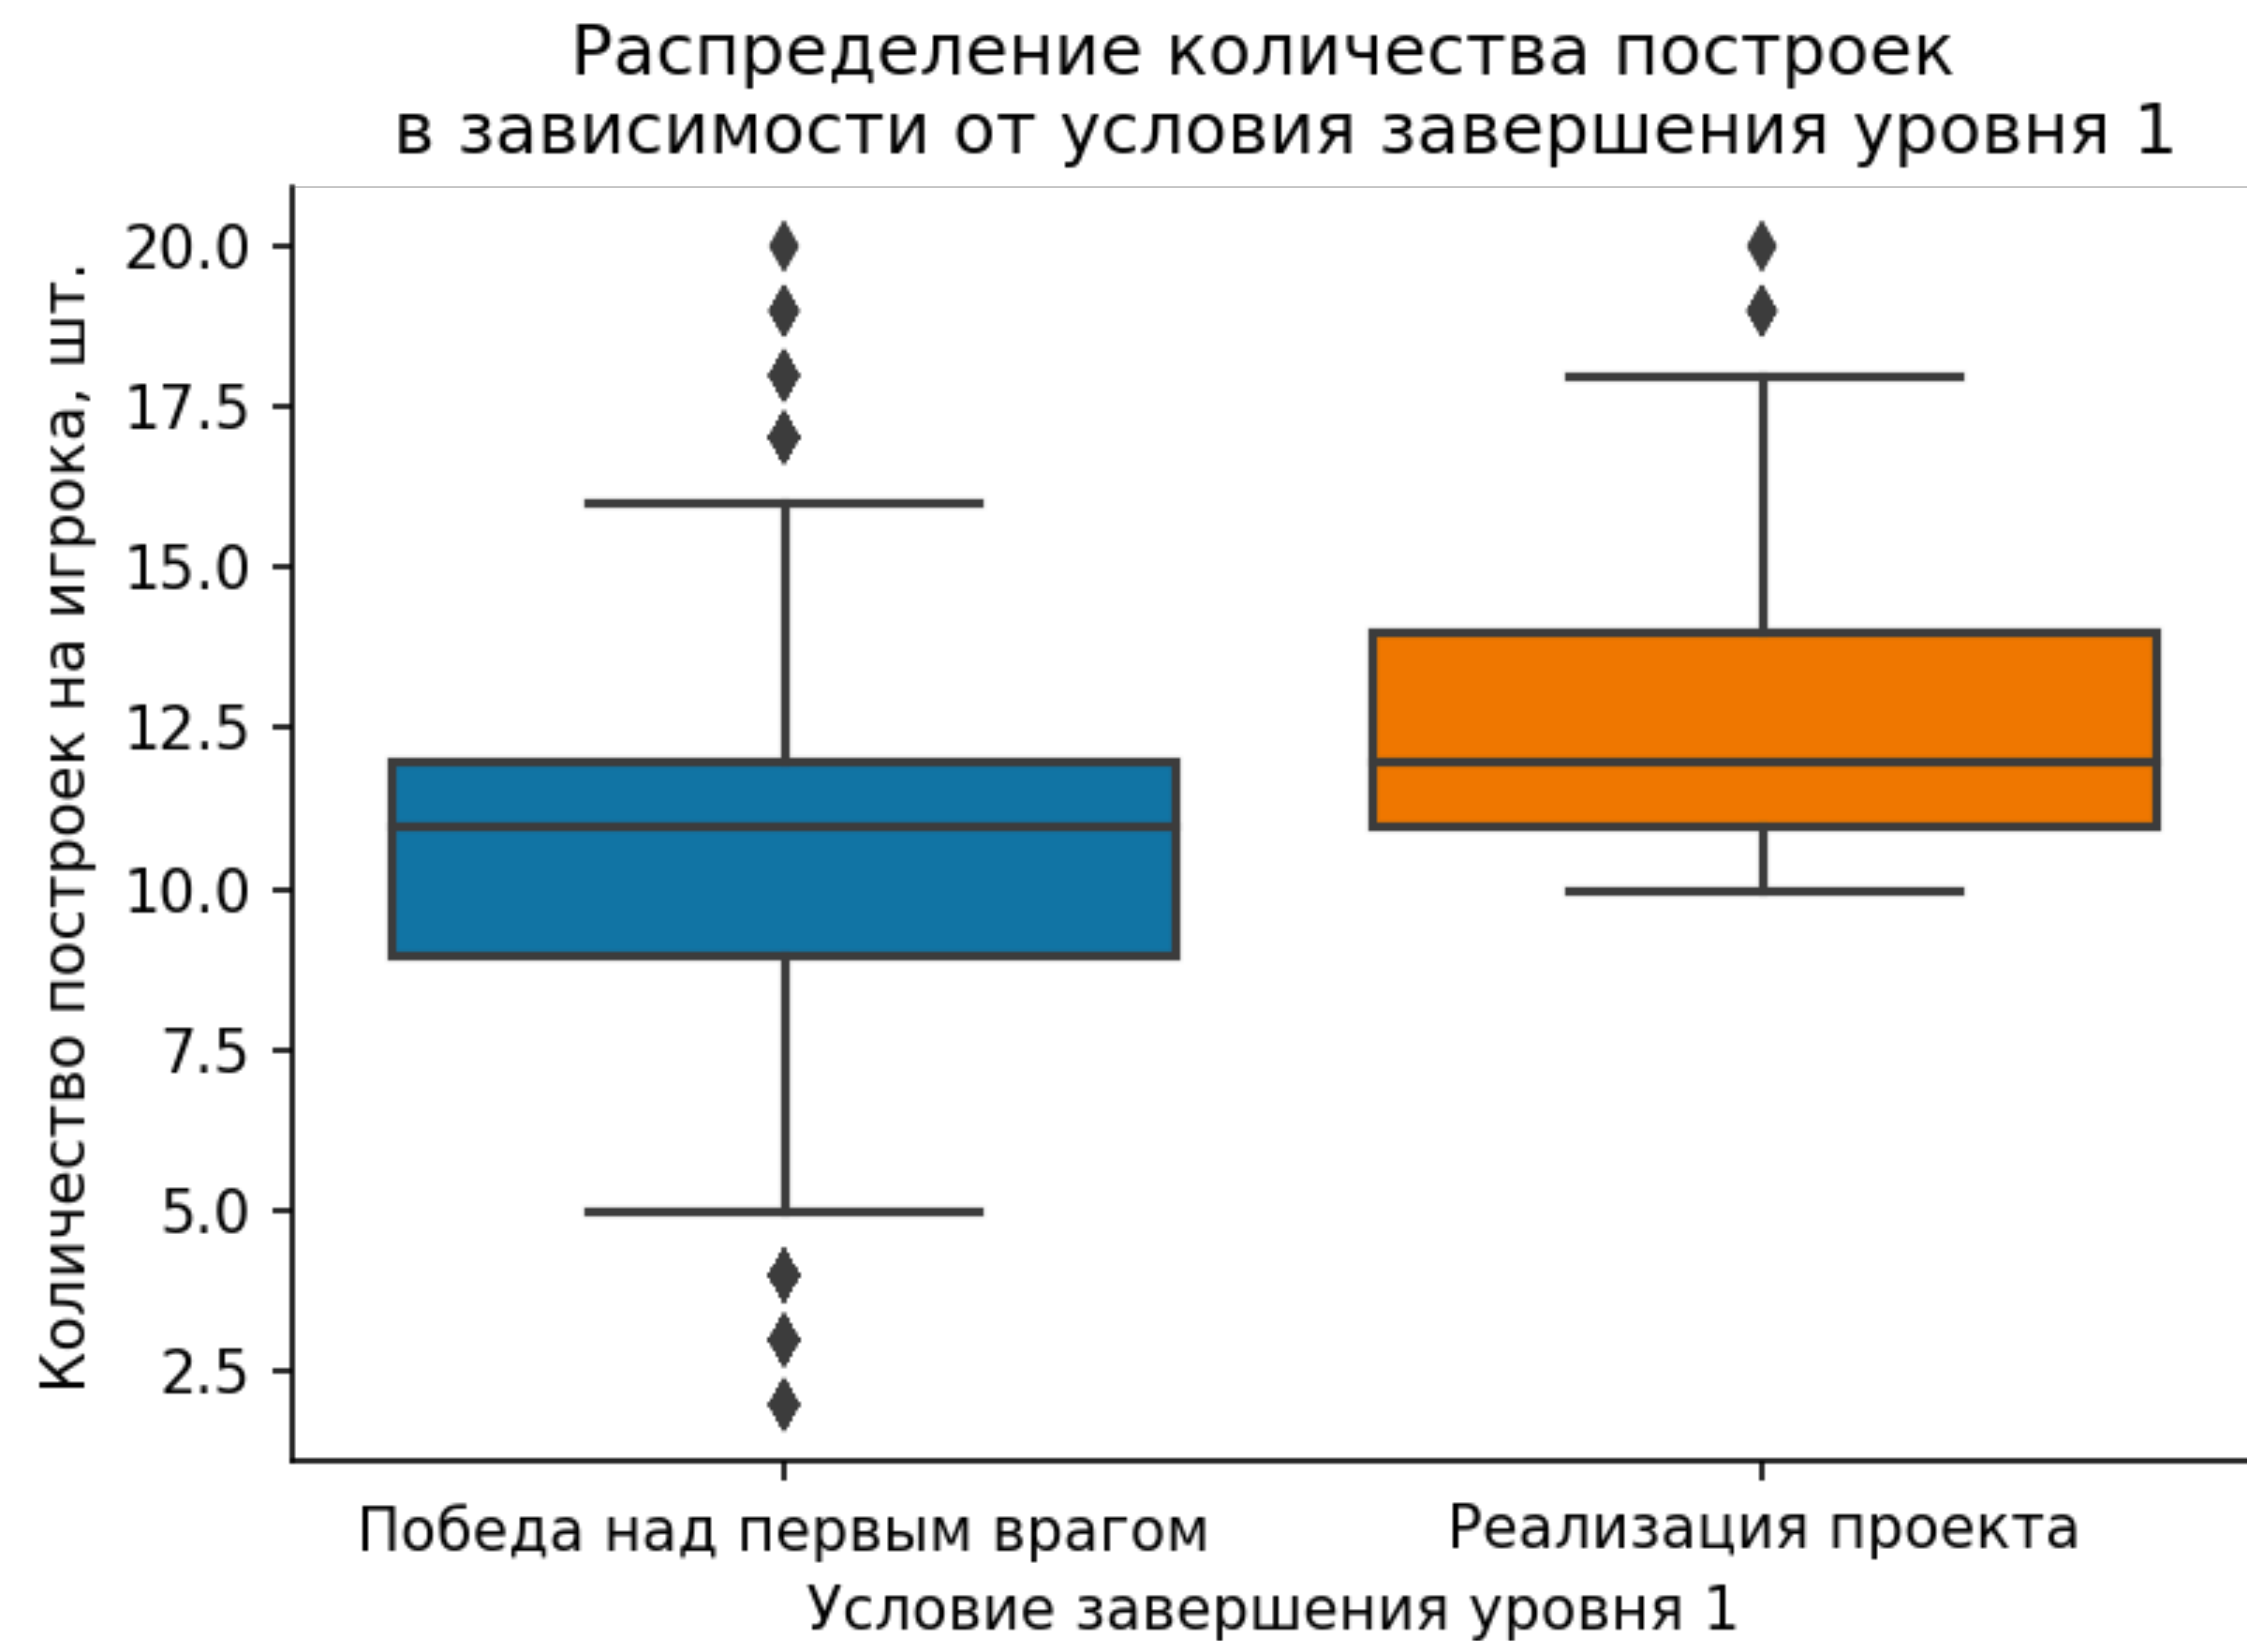 Распределение количества построек
в зависимости от условия завершения уровня 1
Количество построек на игрока, шт.
20.0
17.5
15.0
12.5
10.0
7.5
5.0
2.5
Победа над первым врагом
Реализация проекта
Условие завершения уровня 1